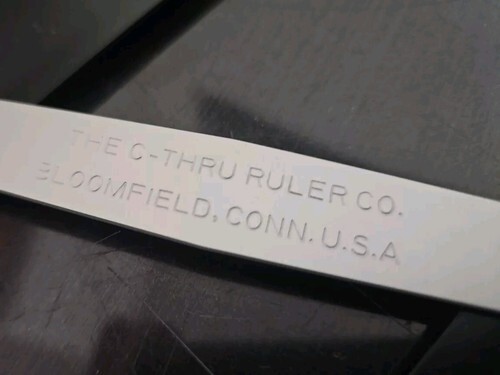 THE C-THRU RULER CO.
BLOOMFIELD, CONN. U.S.A